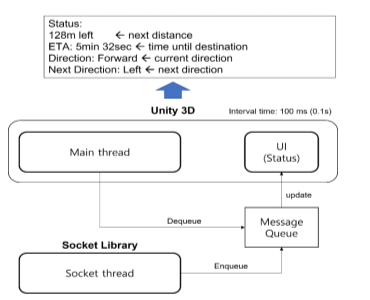 Status:
128m left ← next distance
ETA: 5min 32sec ← time until destination
Direction: Forward ← current direction
Next Direction: Left ← next direction
Unity 3D
Interval time: 100 ms (0.1s)
Main thread
UI
(Status)
update
Dequeue
Message
Queue
Socket Library
Socket thread
Enqueue